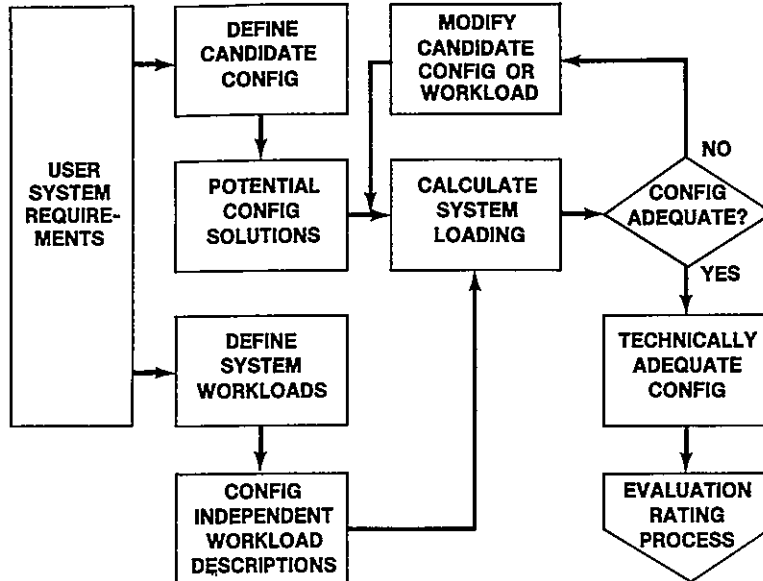 DEFINE
CANDIDATE
CONFIG
MODIFY
CANDIDATE
CONFIG OR
WORKLOAD
USER
SYSTEM
REQUIRE-
MENTS
POTENTIAL
CONFIG
SOLUTIONS
CALCULATE
SYSTEM
LOADING
NO
CONFIG
ADEQUATE?
YES
DEFINE
SYSTEM
WORKLOADS
TECHNICALLY
ADEQUATE
CONFIG
CONFIG
INDEPENDENT
WORKLOAD
DESCRIPTIONS
EVALUATION
RATING
PROCESS